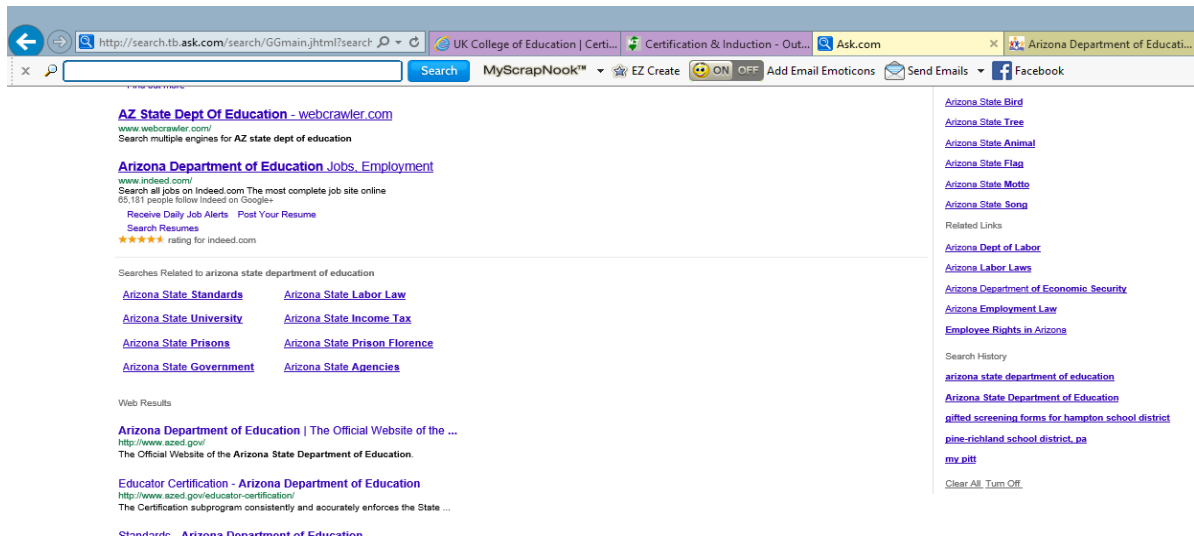 http://search.tb.ask.com/search/GGmain.jhtml?search
UK College of Education | Certi...
Certification & Induction - Out...
Ask.com
Arizona Department of Educati...
Search
MyScrapNook™
EZ Create
ON OFF
Add Email Emoticons
Send Emails
Facebook
Find out more
AZ State Dept Of Education - webcrawler.com
www.webcrawler.com/
Search multiple engines for AZ state dept of education
Arizona Department of Education Jobs, Employment
www.indeed.com/
Search all jobs on Indeed.com The most complete job site online
65,181 people follow Indeed on Google+
Receive Daily Job Alerts Post Your Resume
Search Resumes
rating for indeed.com
Searches Related to arizona state department of education
Arizona State Standards
Arizona State Labor Law
Arizona State University
Arizona State Income Tax
Arizona State Prisons
Arizona State Prison Florence
Arizona State Government
Arizona State Agencies
Web Results
Arizona Department of Education | The Official Website of the ...
http://www.azed.gov/
The Official Website of the Arizona State Department of Education.
Educator Certification - Arizona Department of Education
http://www.azed.gov/educator-certification/
The Certification subprogram consistently and accurately enforces the State ...
Standards - Arizona Department of Education
Arizona State Bird
Arizona State Tree
Arizona State Animal
Arizona State Flag
Arizona State Motto
Arizona State Song
Related Links
Arizona Dept of Labor
Arizona Labor Laws
Arizona Department of Economic Security
Arizona Employment Law
Employee Rights in Arizona
Search History
arizona state department of education
Arizona State Department of Education
gifted screening forms for hampton school district
pine-richland school district, pa
my pitt
Clear All Turn Off